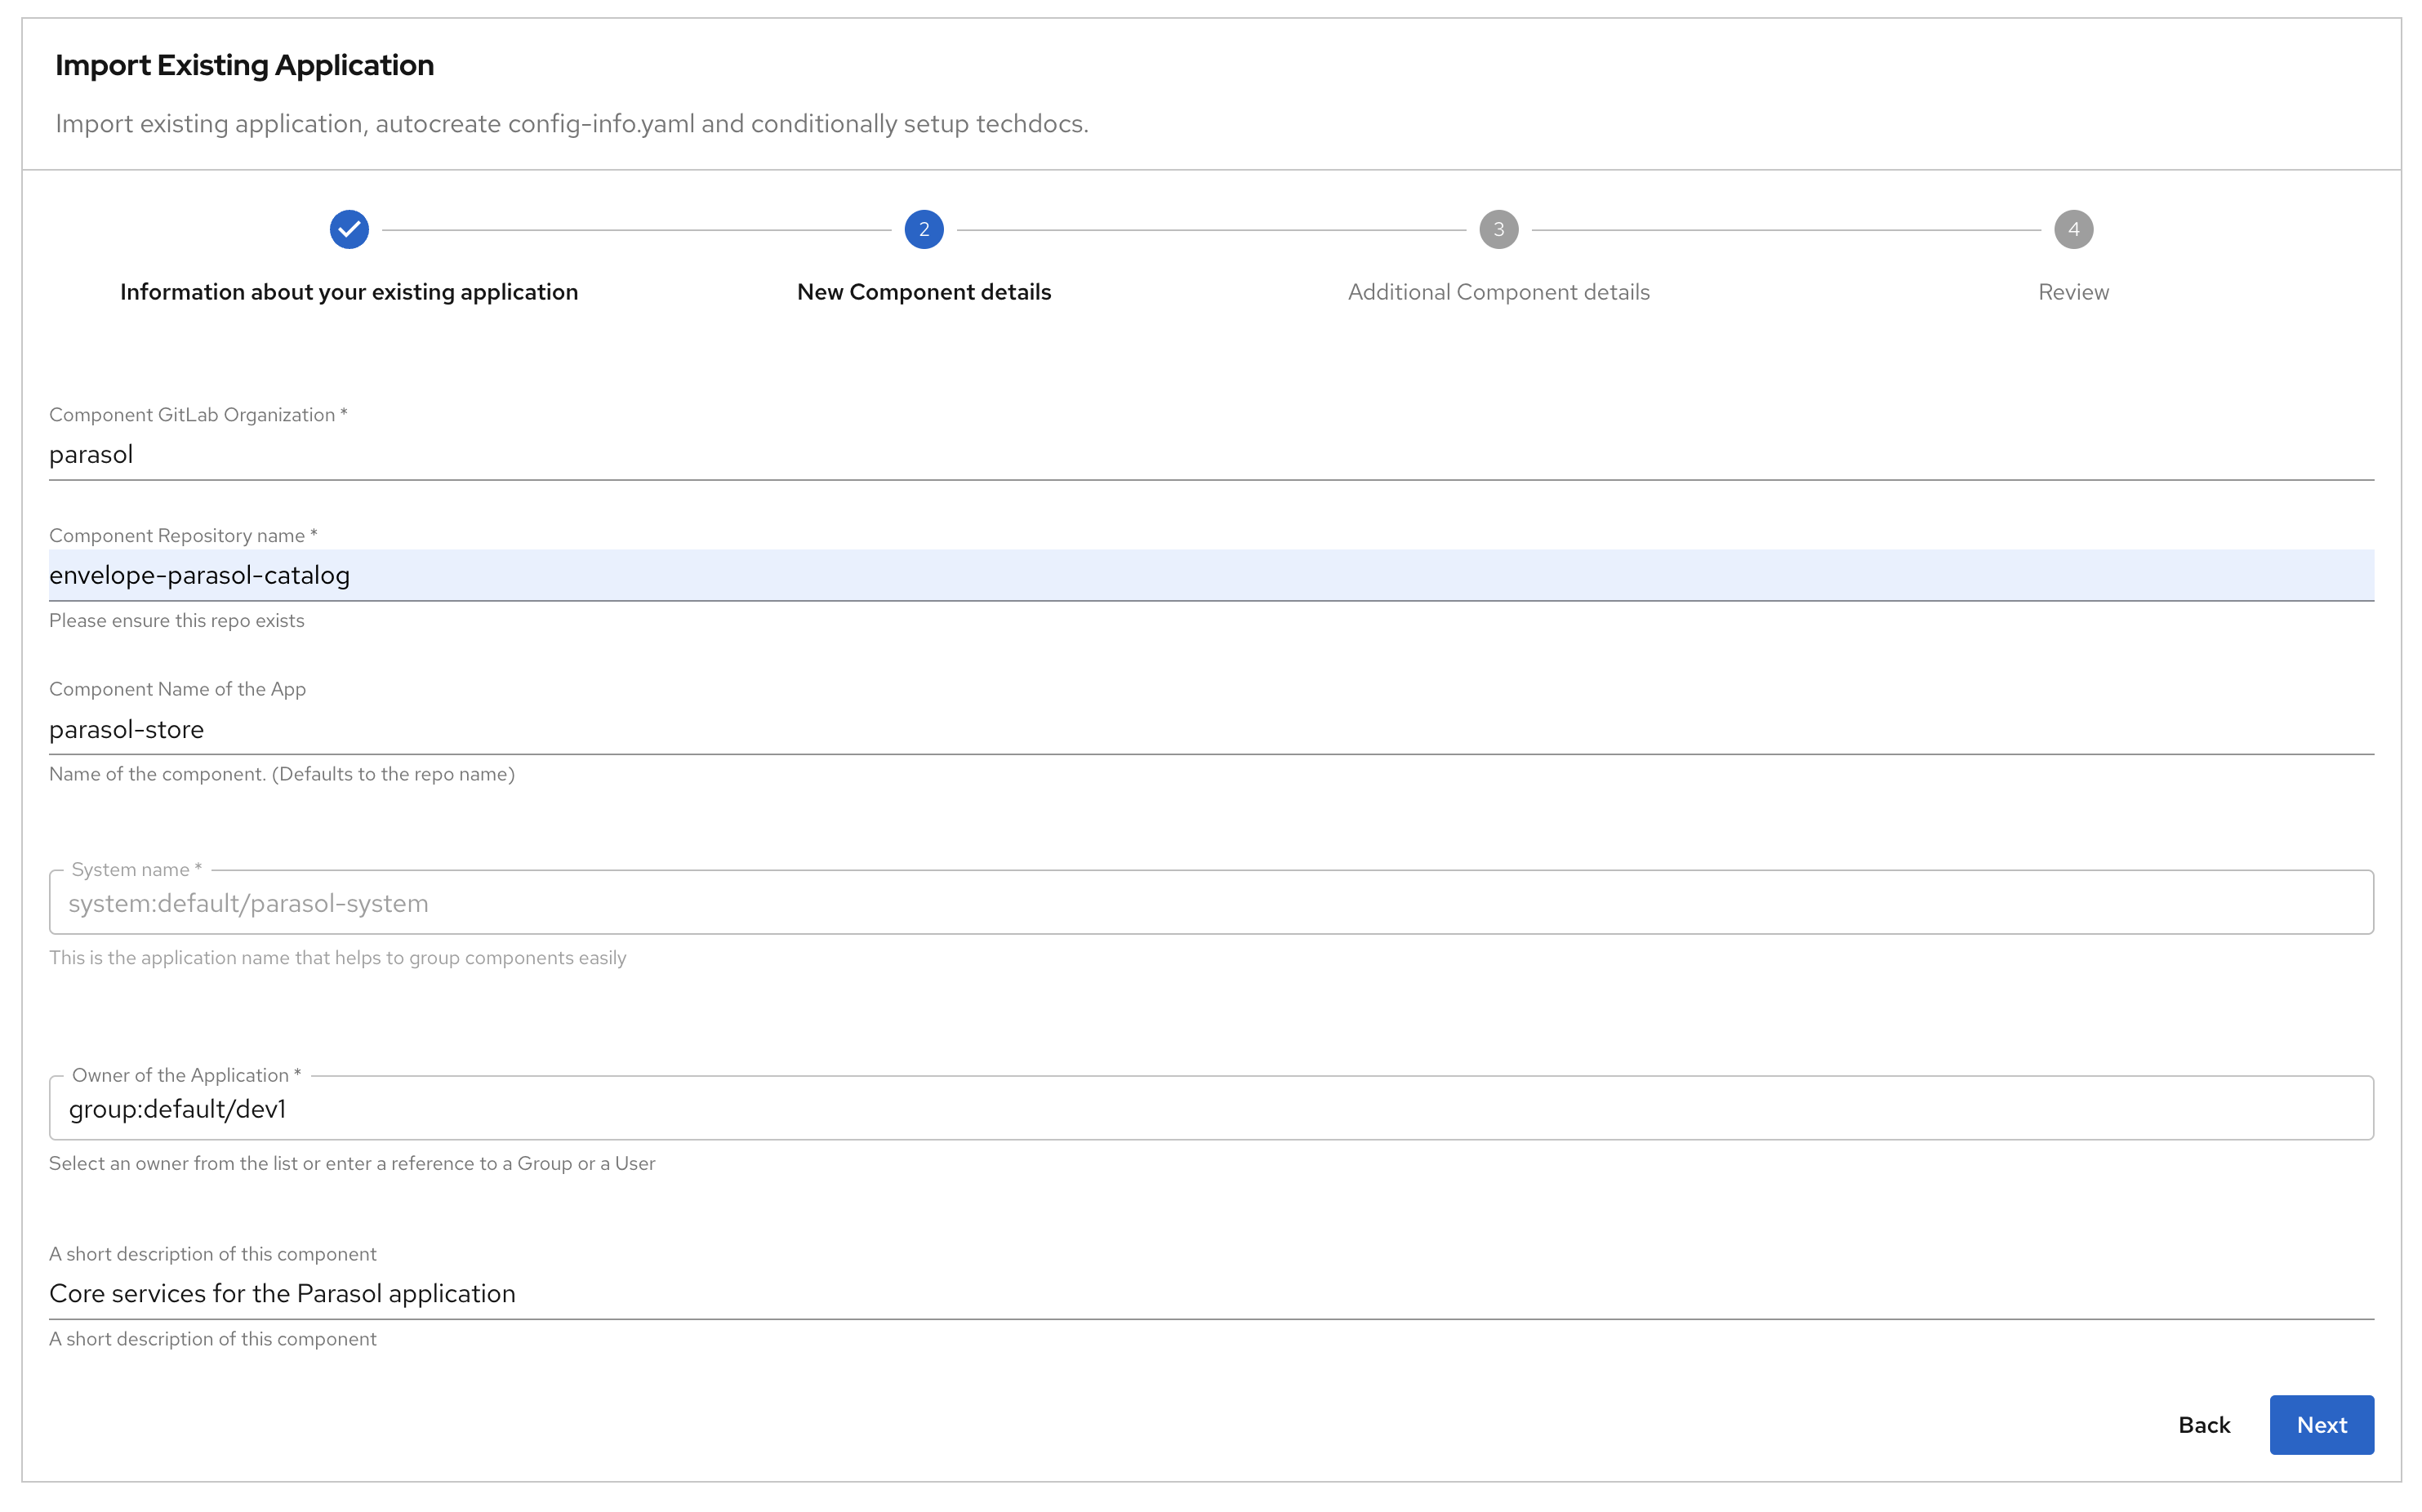 Import Existing Application
Import existing application, autocreate config-info.yaml and conditionally setup techdocs.
2
3
4
Information about your existing application
New Component details
Additional Component details
Review
Component GitLab Organization *
parasol
Component Repository name *
envelope-parasol-catalog
Please ensure this repo exists
Component Name of the App
parasol-store
Name of the component. (Defaults to the repo name)
System name *
system:default/parasol-system
This is the application name that helps to group components easily
Owner of the Application *
group:default/dev1
Select an owner from the list or enter a reference to a Group or a User
A short description of this component
Core services for the Parasol application
A short description of this component
Back
Next